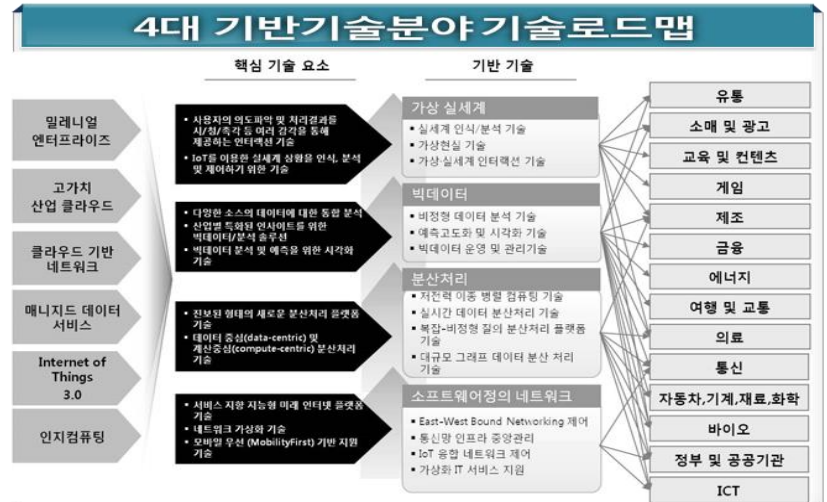 4대 기반기술분야 기술로드맵
핵심 기술 요소
기반 기술
밀레니얼
엔터프라이즈
고가치
산업 클라우드
클라우드 기반
네트워크
매니지드 데이터
서비스
Internet of
Things
3.0
인지컴퓨팅
▪ 사용자의 의도파악 및 처리결과를
시/청/촉각 등 여러 감각을 통해
제공하는 인터랙션 기술
▪ IoT를 이용한 실세계 상황을 인식, 분석
및 제어하기 위한 기술
▪ 다양한 소스의 데이터에 대한 통합 분석
▪ 산업별 특화된 인사이트를 위한
빅데이터/분석 솔루션
▪ 빅데이터 분석 및 예측을 위한 시각화
기술
▪ 진보된 형태의 새로운 분산처리 플랫폼
기술
▪ 데이터 중심(data-centric) 및
계산중심(compute-centric) 분산처리
기술
▪ 서비스 지향 지능형 미래 인터넷 플랫폼
기술
▪ 네트워크 가상화 기술
▪ 모바일 우선 (MobilityFirst) 기반 지원
기술
가상 실세계
▪ 실세계 인식/분석 기술
▪ 가상현실 기술
▪ 가상·실세계 인터랙션 기술
빅데이터
▪ 비정형 데이터 분석 기술
▪ 예측고도화 및 시각화 기술
▪ 빅데이터 운영 및 관리기술
분산처리
▪ 저전력 이종 병렬 컴퓨팅 기술
▪ 실시간 데이터 분산처리 기술
▪ 복잡-비정형 질의 분산처리 플랫폼
기술
▪ 대규모 그래프 데이터 분산 처리
기술
소프트웨어정의 네트워크
▪ East-West Bound Networking 제어
▪ 통신망 인프라 중앙관리
▪ IoT 융합 네트워크 제어
▪ 가상화 IT 서비스 지원
유통
소매 및 광고
교육 및 컨텐츠
게임
제조
금융
에너지
여행 및 교통
의료
통신
자동차,기계,재료,화학
바이오
정부 및 공공기관
ICT